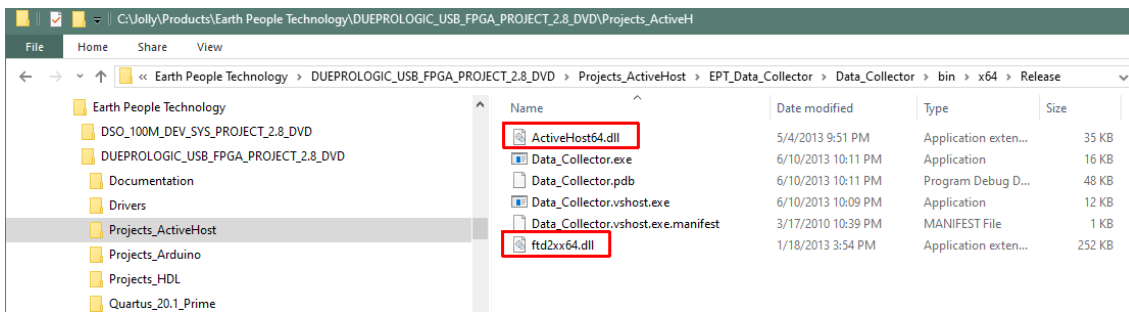 C:\Jolly\Products\Earth People Technology\DUEPROLOGIC_USB_FPGA_PROJECT_2.8_DVD\Projects_ActiveH
File Home Share View
« Earth People Technology > DUEPROLOGIC_USB_FPGA_PROJECT_2.8_DVD > Projects_ActiveHost > EPT_Data_Collector > Data_Collector > bin > x64 > Release
Earth People Technology
DSO_100M_DEV_SYS_PROJECT_2.8_DVD
DUEPROLOGIC_USB_FPGA_PROJECT_2.8_DVD
Documentation
Drivers
Projects_ActiveHost
Projects_Arduino
Projects_HDL
Quartus_20.1_Prime
Name Date modified Type Size
ActiveHost64.dll 5/4/2013 9:51 PM Application exten... 35 KB
Data_Collector.exe 6/10/2013 10:11 PM Application 16 KB
Data_Collector.pdb 6/10/2013 10:11 PM Program Debug D... 48 KB
Data_Collector.vshost.exe 6/10/2013 10:09 PM Application 12 KB
Data_Collector.vshost.exe.manifest 3/17/2010 10:39 PM MANIFEST File 1 KB
ftd2xx64.dll 1/18/2013 3:54 PM Application exten... 252 KB